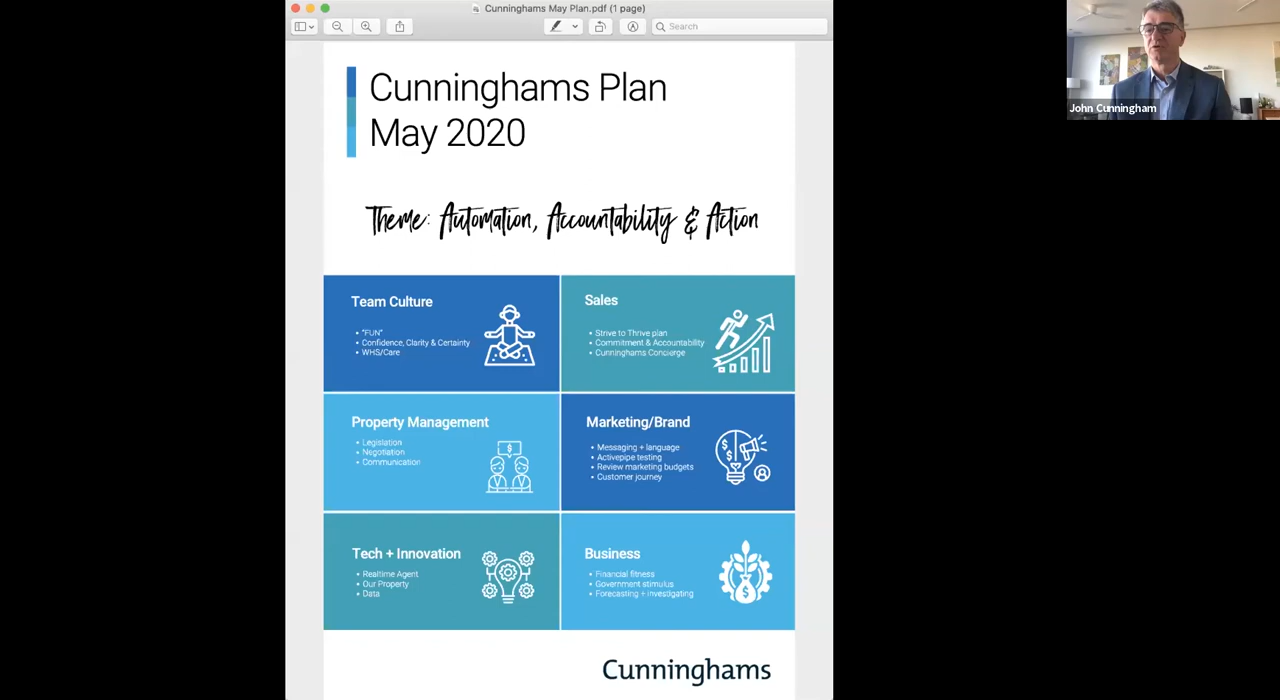 Cunninghams May Plan.pdf (1 page)
Search
Cunninghams Plan
May 2020
Theme: Automation, Accountability & Action
Team Culture
• "FUN"
• Confidence, Clarity & Certainty
• WHS/Care
Sales
• Strive to Thrive plan
• Commitment & Accountability
• Cunninghams Concierge
Property Management
• Legislation
• Negotiation
• Communication
Marketing/Brand
• Messaging + language
• Activepipe testing
• Review marketing budgets
• Customer journey
Tech + Innovation
• Realtime Agent
• Our Property
• Data
Business
• Financial fitness
• Government stimulus
• Forecasting + investigating
Cunninghams
John Cunningham